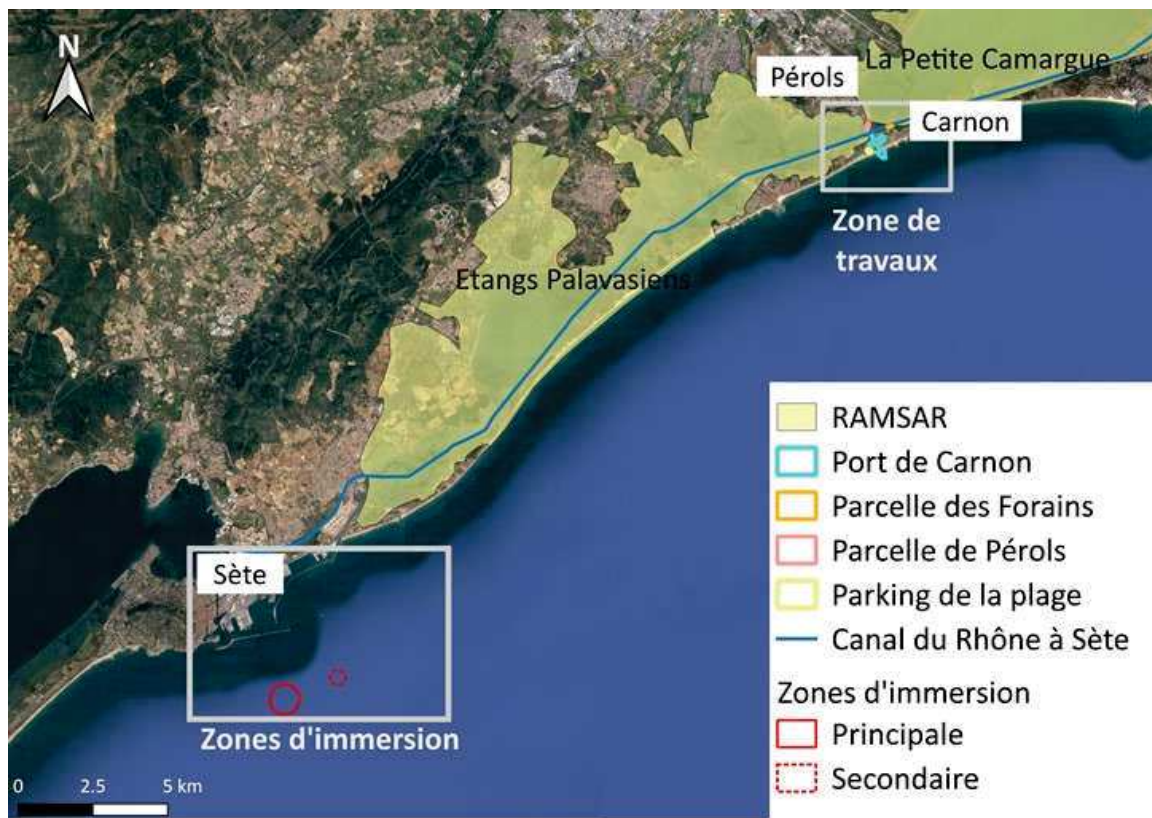 N
La Petite Camargue
Pérols
Carnon
Zone de
travaux
Etangs Palavasiens
RAMSAR
Port de Carnon
Parcelle des Forains
Parcelle de Pérols
Parking de la plage
Canal du Rhône à Sète
Zones d'immersion
Principale
Secondaire
Sète
Zones d'immersion
0 2.5 5 km